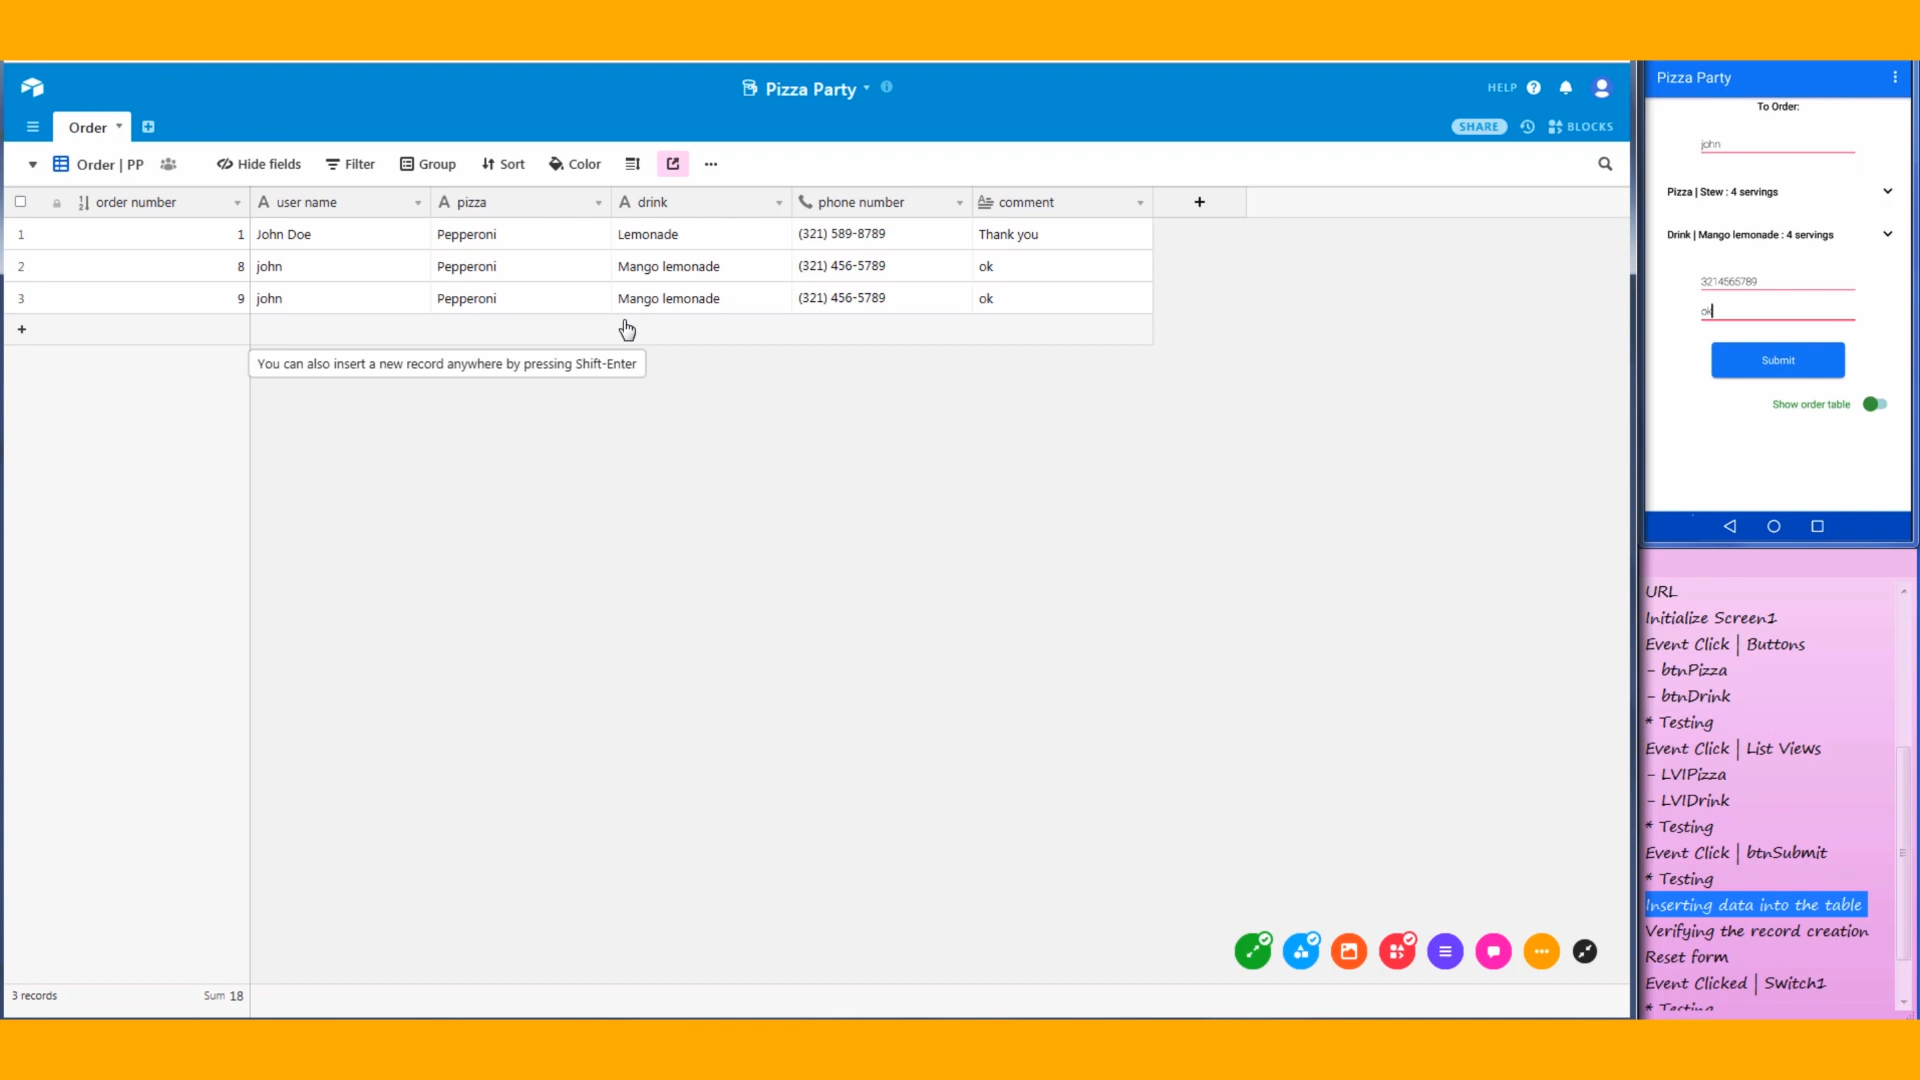 Pizza Party
HELP
Order
SHARE
BLOCKS
Order | PP
Hide fields
Filter
Group
Sort
Color
order number
user name
pizza
drink
phone number
comment
1 1 John Doe Pepperoni Lemonade (321) 589-8789 Thank you
2 8 john Pepperoni Mango lemonade (321) 456-5789 ok
3 9 john Pepperoni Mango lemonade (321) 456-5789 ok
+
You can also insert a new record anywhere by pressing Shift-Enter
3 records
Sum 18
Pizza Party
To Order:
john
Pizza | Stew : 4 servings
Drink | Mango lemonade : 4 servings
3214565789
ok
Submit
Show order table
URL
Initialize Screen1
Event Click | Buttons
- btnPizza
- btnDrink
* Testing
Event Click | List Views
- LVIPizza
- LVIDrink
* Testing
Event Click | btnSubmit
* Testing
Inserting data into the table
Verifying the record creation
Reset form
Event Clicked | Switch1
* Testing